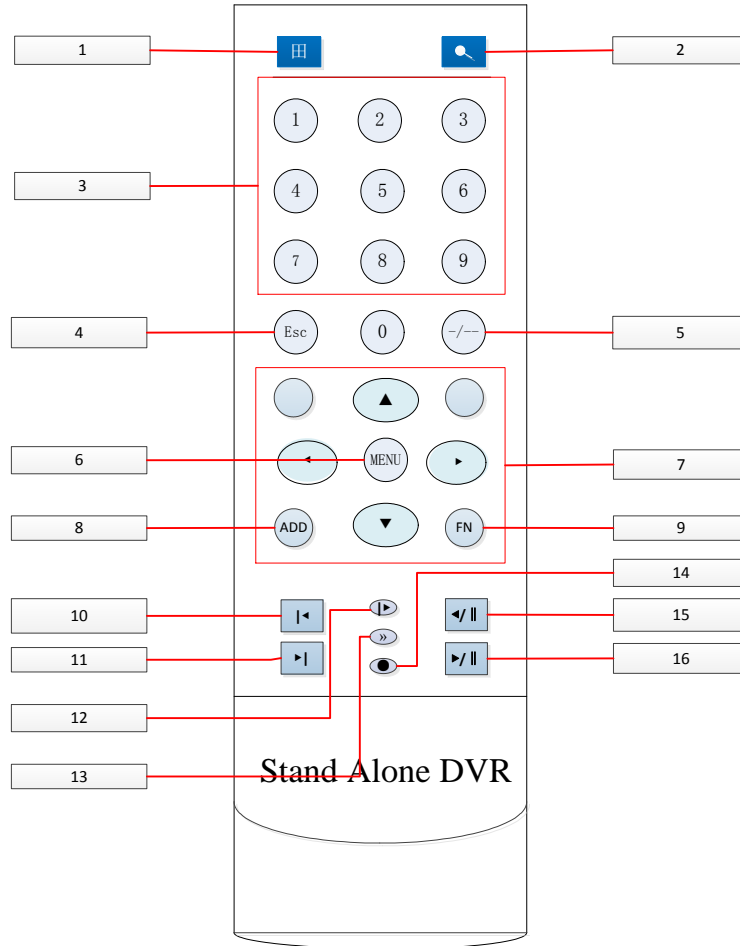 1 田 2
1 2 3
3 4 5 6
7 8 9
4 Esc 0 -/-- 5
▲
6 ◄ MENU ► 7
8 ADD ▼ FN 9
14
10 |◄ |► ◄/‖ 15
»
11 ►| ● ►/‖ 16
12
13 Stand Alone DVR